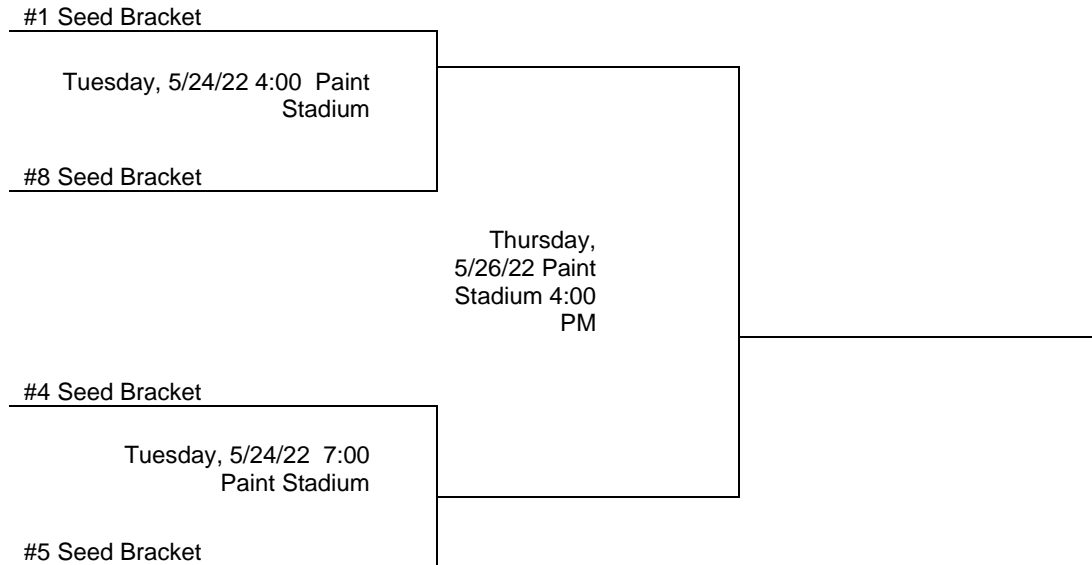 #1 Seed Bracket
Tuesday, 5/24/22 4:00  Paint
Stadium
#8 Seed Bracket
Thursday,
5/26/22 Paint
Stadium 4:00
PM
#4 Seed Bracket
Tuesday, 5/24/22  7:00
Paint Stadium
#5 Seed Bracket